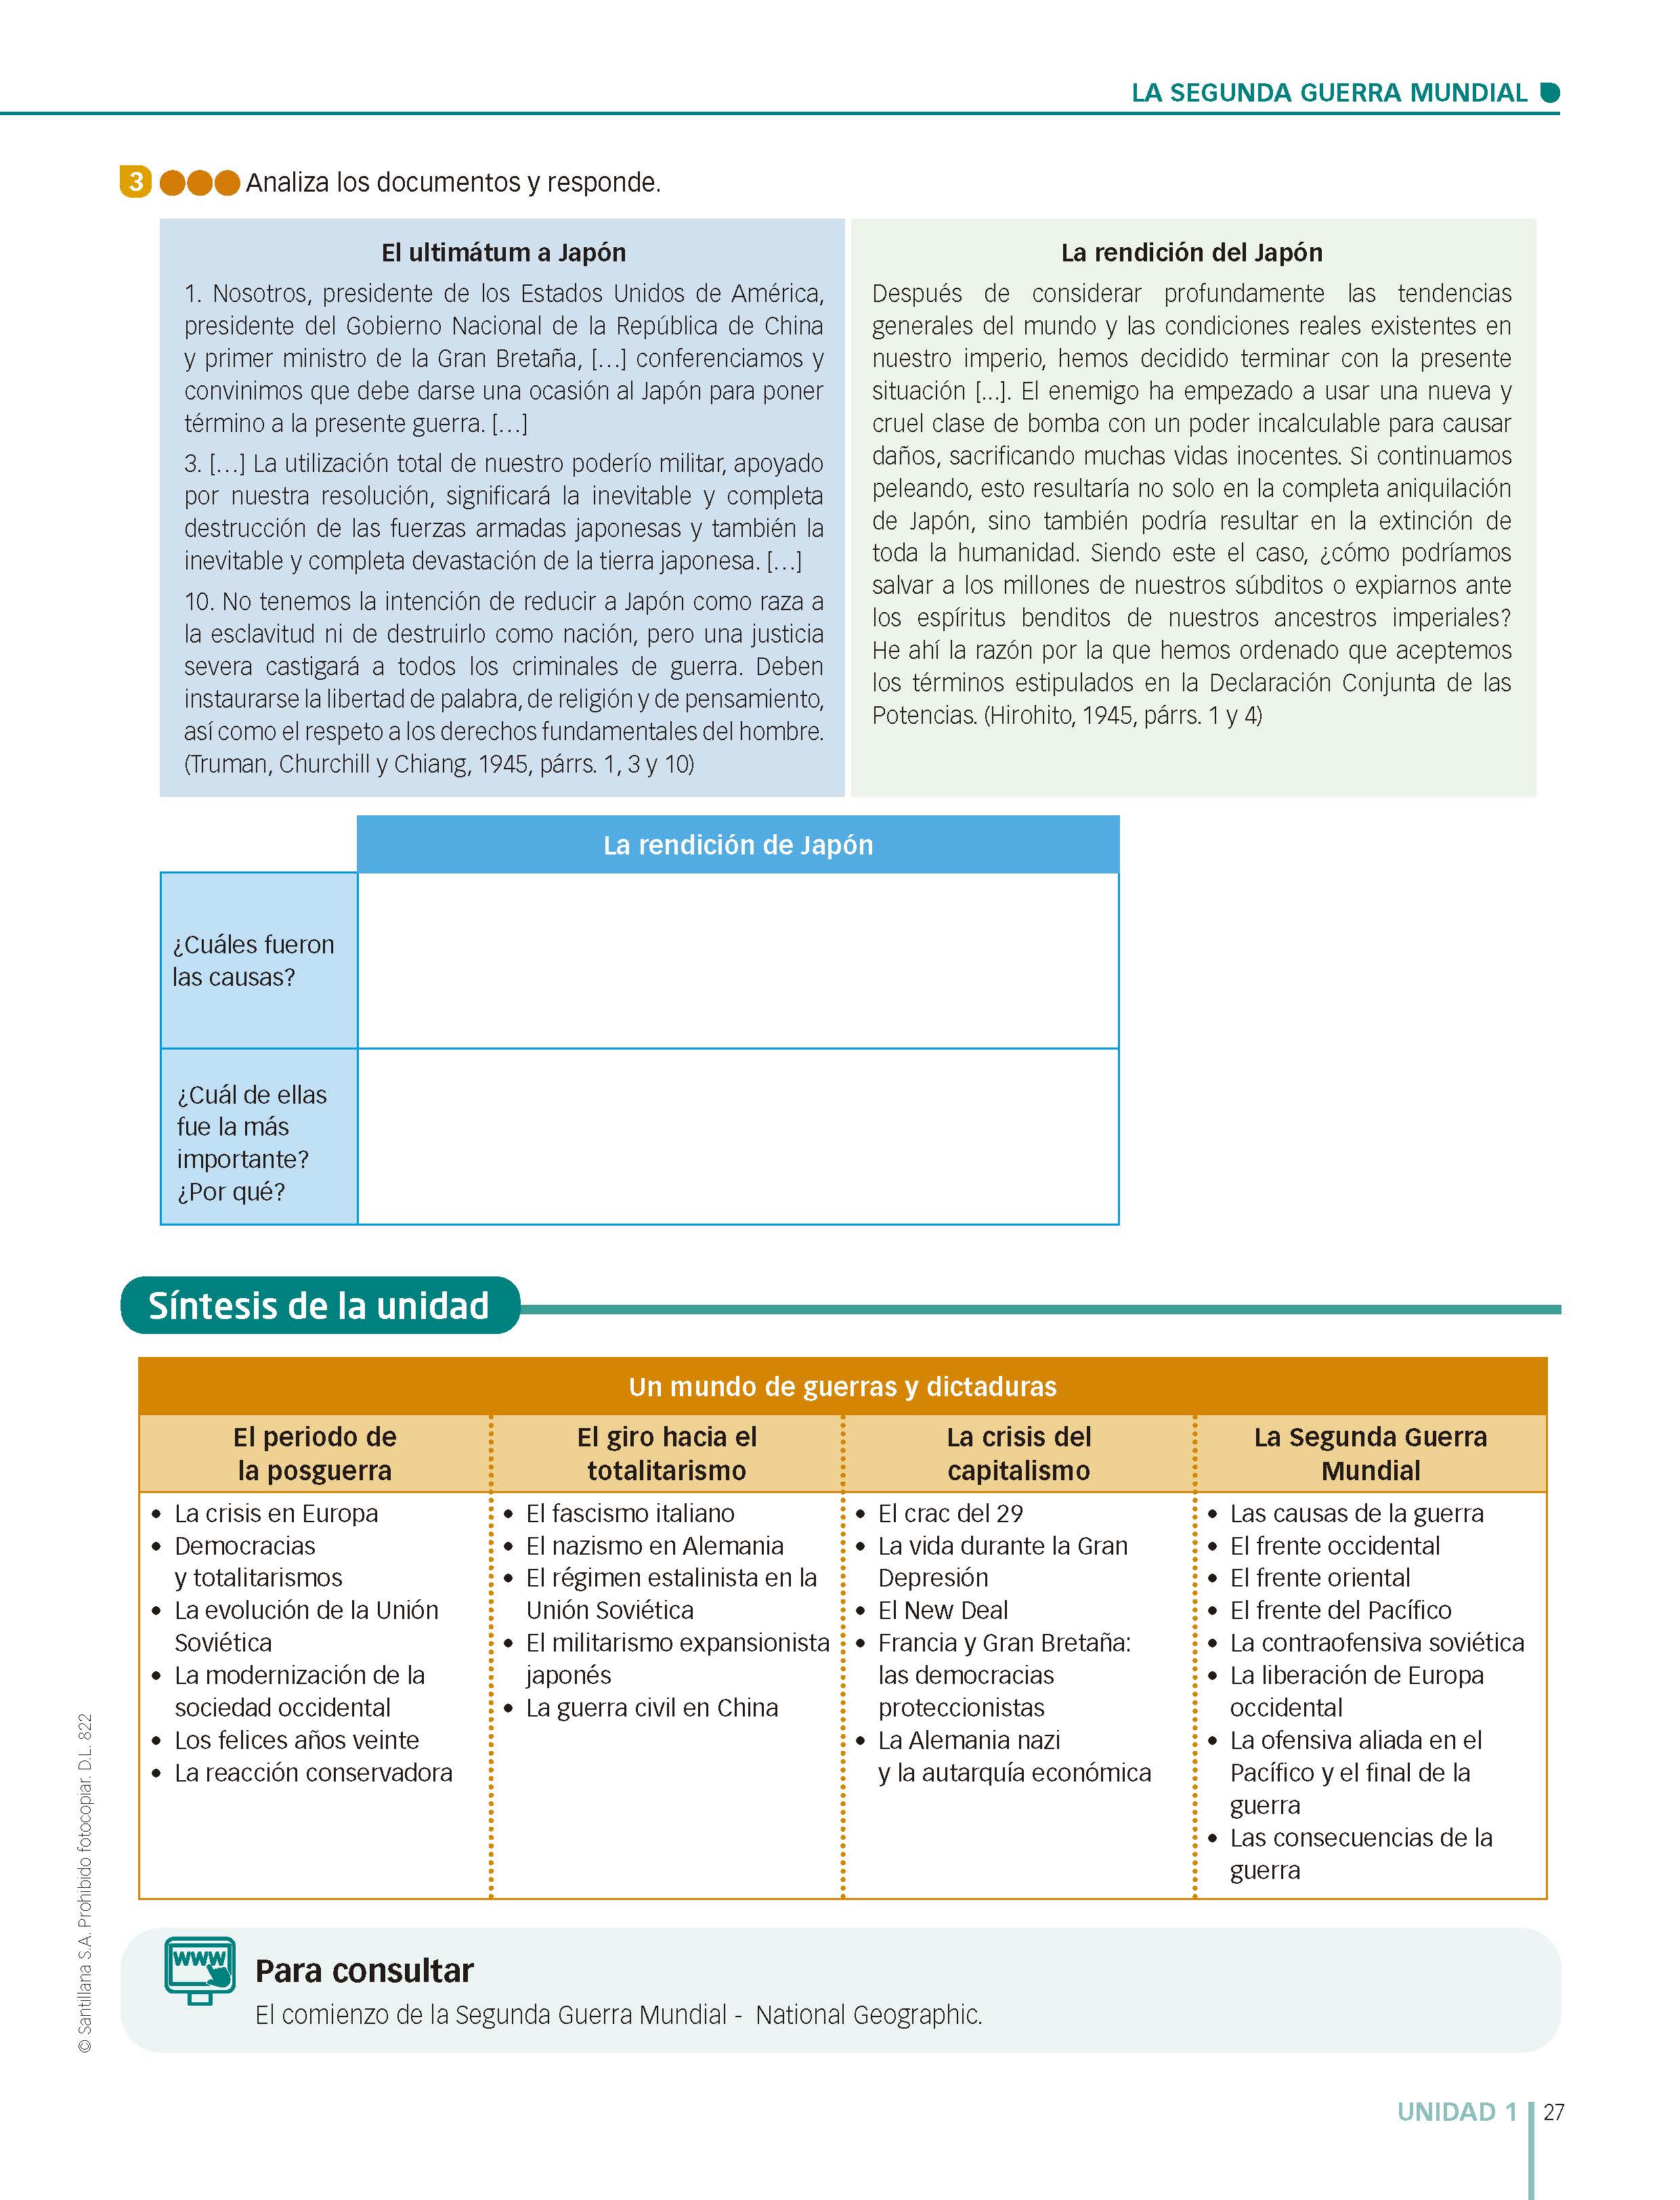 LA SEGUNDA GUERRA MUNDIAL
3 Analiza los documentos y responde.
El ultimátum a Japón
1. Nosotros, presidente de los Estados Unidos de América,
presidente del Gobierno Nacional de la República de China
y primer ministro de la Gran Bretaña, […] conferenciamos y
convinimos que debe darse una ocasión al Japón para poner
término a la presente guerra. […]
3. […] La utilización total de nuestro poderío militar, apoyado
por nuestra resolución, significará la inevitable y completa
destrucción de las fuerzas armadas japonesas y también la
inevitable y completa devastación de la tierra japonesa. […]
10. No tenemos la intención de reducir a Japón como raza a
la esclavitud ni de destruirlo como nación, pero una justicia
severa castigará a todos los criminales de guerra. Deben
instaurarse la libertad de palabra, de religión y de pensamiento,
así como el respeto a los derechos fundamentales del hombre.
(Truman, Churchill y Chiang, 1945, párrs. 1, 3 y 10)
La rendición del Japón
Después de considerar profundamente las tendencias
generales del mundo y las condiciones reales existentes en
nuestro imperio, hemos decidido terminar con la presente
situación [...]. El enemigo ha empezado a usar una nueva y
cruel clase de bomba con un poder incalculable para causar
daños, sacrificando muchas vidas inocentes. Si continuamos
peleando, esto resultaría no solo en la completa aniquilación
de Japón, sino también podría resultar en la extinción de
toda la humanidad. Siendo este el caso, ¿cómo podríamos
salvar a los millones de nuestros súbditos o expiarnos ante
los espíritus benditos de nuestros ancestros imperiales?
He ahí la razón por la que hemos ordenado que aceptemos
los términos estipulados en la Declaración Conjunta de las
Potencias. (Hirohito, 1945, párrs. 1 y 4)
La rendición de Japón
¿Cuáles fueron
las causas?
¿Cuál de ellas
fue la más
importante?
¿Por qué?
Síntesis de la unidad
Un mundo de guerras y dictaduras
El periodo de
la posguerra
• La crisis en Europa
• Democracias
y totalitarismos
• La evolución de la Unión
Soviética
• La modernización de la
sociedad occidental
• Los felices años veinte
• La reacción conservadora
El giro hacia el
totalitarismo
• El fascismo italiano
• El nazismo en Alemania
• El régimen estalinista en la
Unión Soviética
• El militarismo expansionista
japonés
• La guerra civil en China
La crisis del
capitalismo
• El crac del 29
• La vida durante la Gran
Depresión
• El New Deal
• Francia y Gran Bretaña:
las democracias
proteccionistas
• La Alemania nazi
y la autarquía económica
La Segunda Guerra
Mundial
• Las causas de la guerra
• El frente occidental
• El frente oriental
• El frente del Pacífico
• La contraofensiva soviética
• La liberación de Europa
occidental
• La ofensiva aliada en el
Pacífico y el final de la
guerra
• Las consecuencias de la
guerra
www
Para consultar
El comienzo de la Segunda Guerra Mundial - National Geographic.
© Santillana S.A. Prohibido fotocopiar. D.L. 822
UNIDAD 1 27